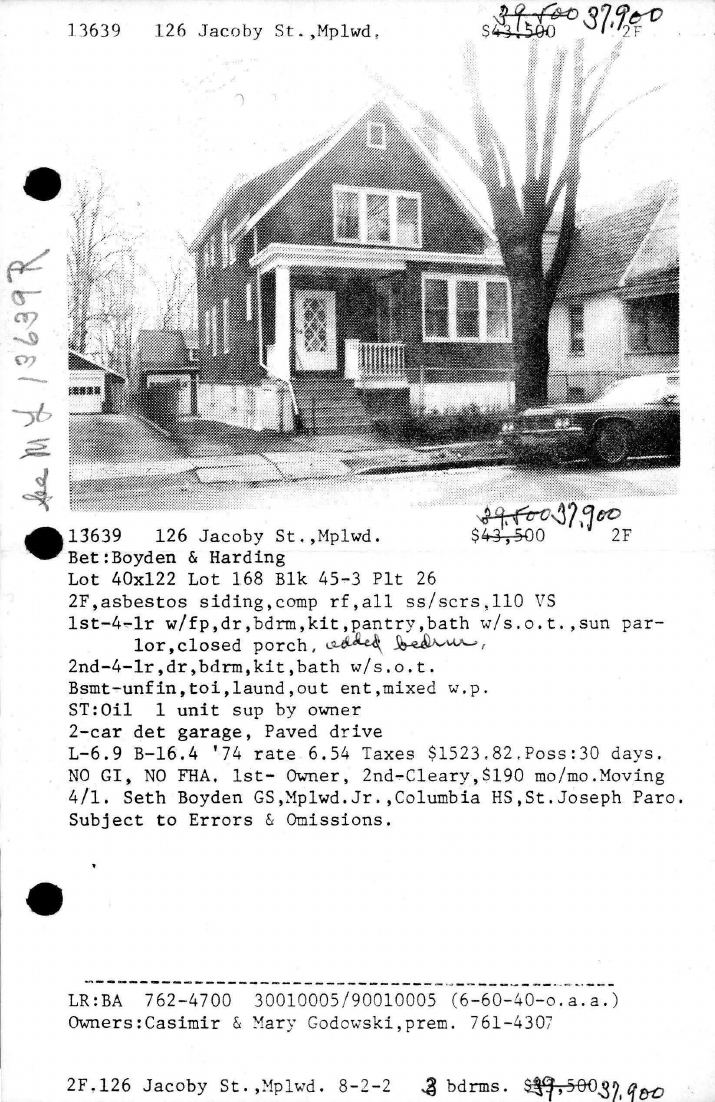 39,500 37,900
13639 126 Jacoby St.,Mplwd. $43,500 2F
13639R
39,500 37,900
13639 126 Jacoby St.,Mplwd. $43,500 2F
Bet:Boyden & Harding
Lot 40x122 Lot 168 Blk 45-3 Plt 26
2F,asbestos siding,comp rf,all ss/scrs,110 VS
1st-4-lr w/fp,dr,bdrm,kit,pantry,bath w/s.o.t.,sun par-
lor,closed porch, added bedrm,
2nd-4-lr,dr,bdrm,kit,bath w/s.o.t.
Bsmt-unfin,toi,laund,out ent,mixed w.p.
ST:Oil 1 unit sup by owner
2-car det garage, Paved drive
L-6.9 B-16.4 '74 rate 6.54 Taxes $1523.82.Poss:30 days.
NO GI, NO FHA. 1st- Owner, 2nd-Cleary,$190 mo/mo.Moving
4/1. Seth Boyden GS,Mplwd.Jr.,Columbia HS,St.Joseph Paro.
Subject to Errors & Omissions.
LR:BA 762-4700 30010005/90010005 (6-60-40-o.a.a.)
Owners:Casimir & Mary Godowski,prem. 761-4307
2F.126 Jacoby St.,Mplwd. 8-2-2 3 bdrms. $39,500 37,900